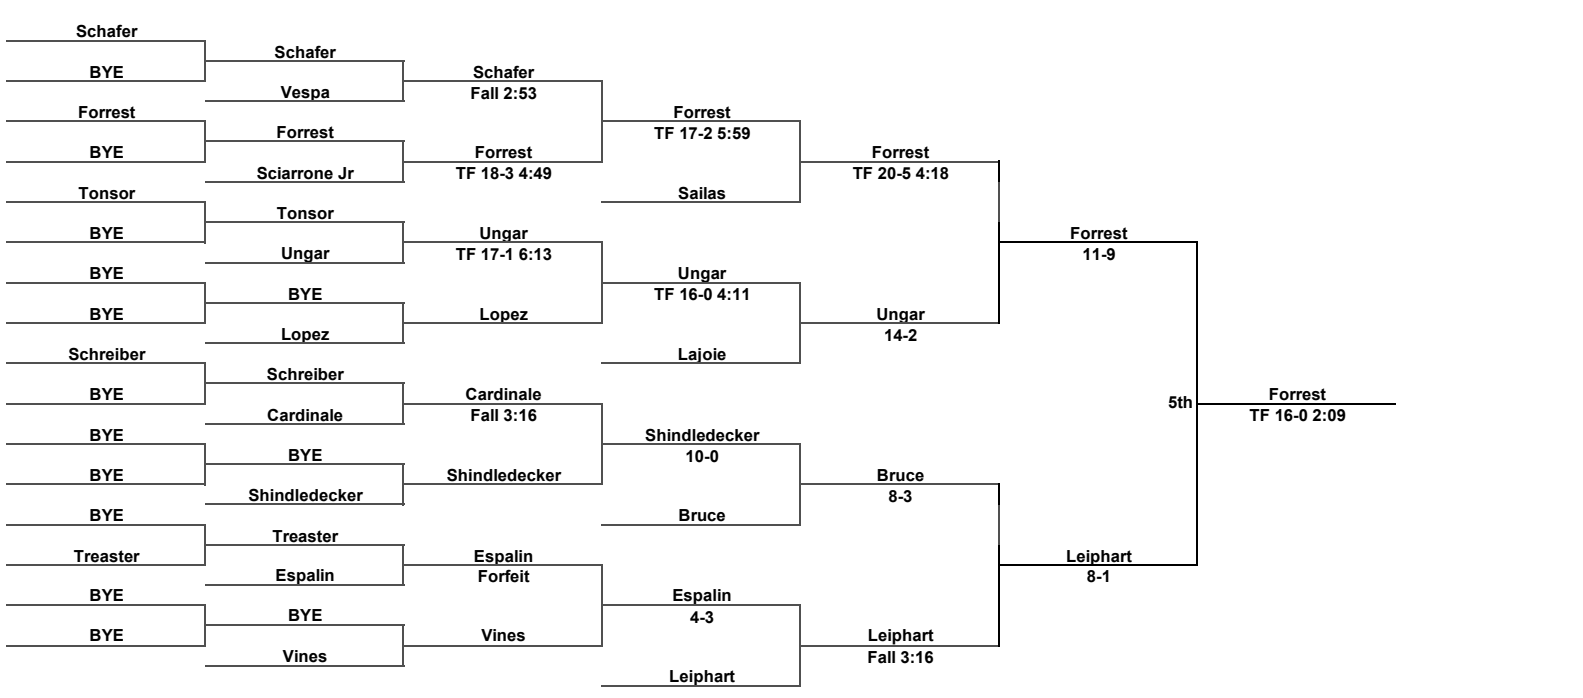 Schafer
BYE
Forrest
BYE
Tonsor
BYE
BYE
BYE
Schreiber
BYE
BYE
BYE
BYE
Treaster
BYE
BYE
Schafer
Vespa
Forrest
Sciarrone Jr
Tonsor
Ungar
BYE
Lopez
Schreiber
Cardinale
BYE
Shindledecker
Treaster
Espalin
BYE
Vines
Schafer
Fall 2:53
Forrest
TF 18-3 4:49
Ungar
TF 17-1 6:13
Lopez
Cardinale
Fall 3:16
Shindledecker
Espalin
Forfeit
Vines
Forrest
TF 17-2 5:59
Sailas
Ungar
TF 16-0 4:11
Lajoie
Shindledecker
10-0
Bruce
Espalin
4-3
Leiphart
Forrest
TF 20-5 4:18
Ungar
14-2
Bruce
8-3
Leiphart
Fall 3:16
Forrest
11-9
Leiphart
8-1
5th
Forrest
TF 16-0 2:09